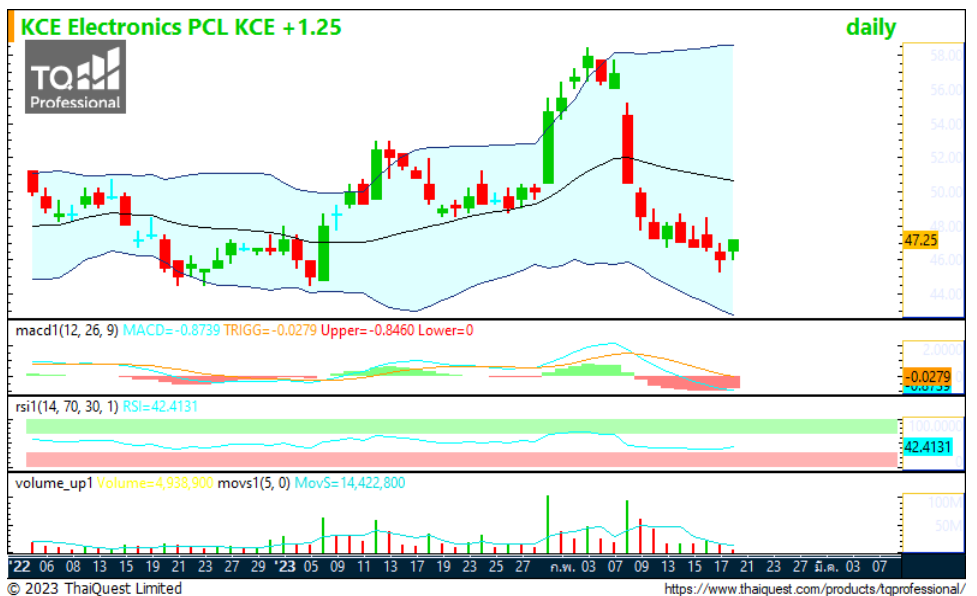 KCE Electronics PCL KCE +1.25 daily
TQ
Professional
58.00
56.00
54.00
52.00
50.00
48.00
47.25
46.00
44.00
macd1(12, 26, 9) MACD=-0.8739 TRIGG=-0.0279 Upper=-0.8460 Lower=0
2.0000
-0.0279
-0.8739
rsi1(14, 70, 30, 1) RSI=42.4131
100.0000
42.4131
volume_up1 Volume=4,938,900 movs1(5, 0) MovS=14,422,800
100M
50M
'22 06 08 13 15 19 21 23 27 29 '23 05 09 11 13 17 19 23 25 27 ก.พ. 03 07 09 13 15 17 21 23 27 มี.ค. 03 07
© 2023 ThaiQuest Limited https://www.thaiquest.com/products/tqprofessional/